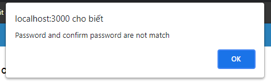 localhost:3000 cho biết
Password and confirm password are not match
OK